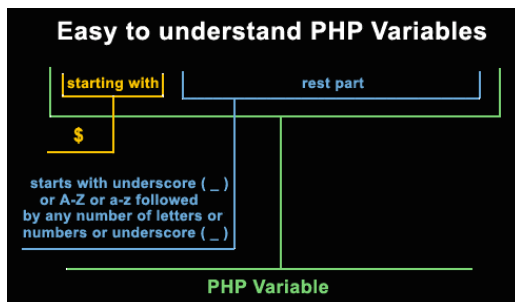 Easy to understand PHP Variables
starting with
rest part
$
starts with underscore ( _ )
or A-Z or a-z followed
by any number of letters or
numbers or underscore ( _ )
PHP Variable